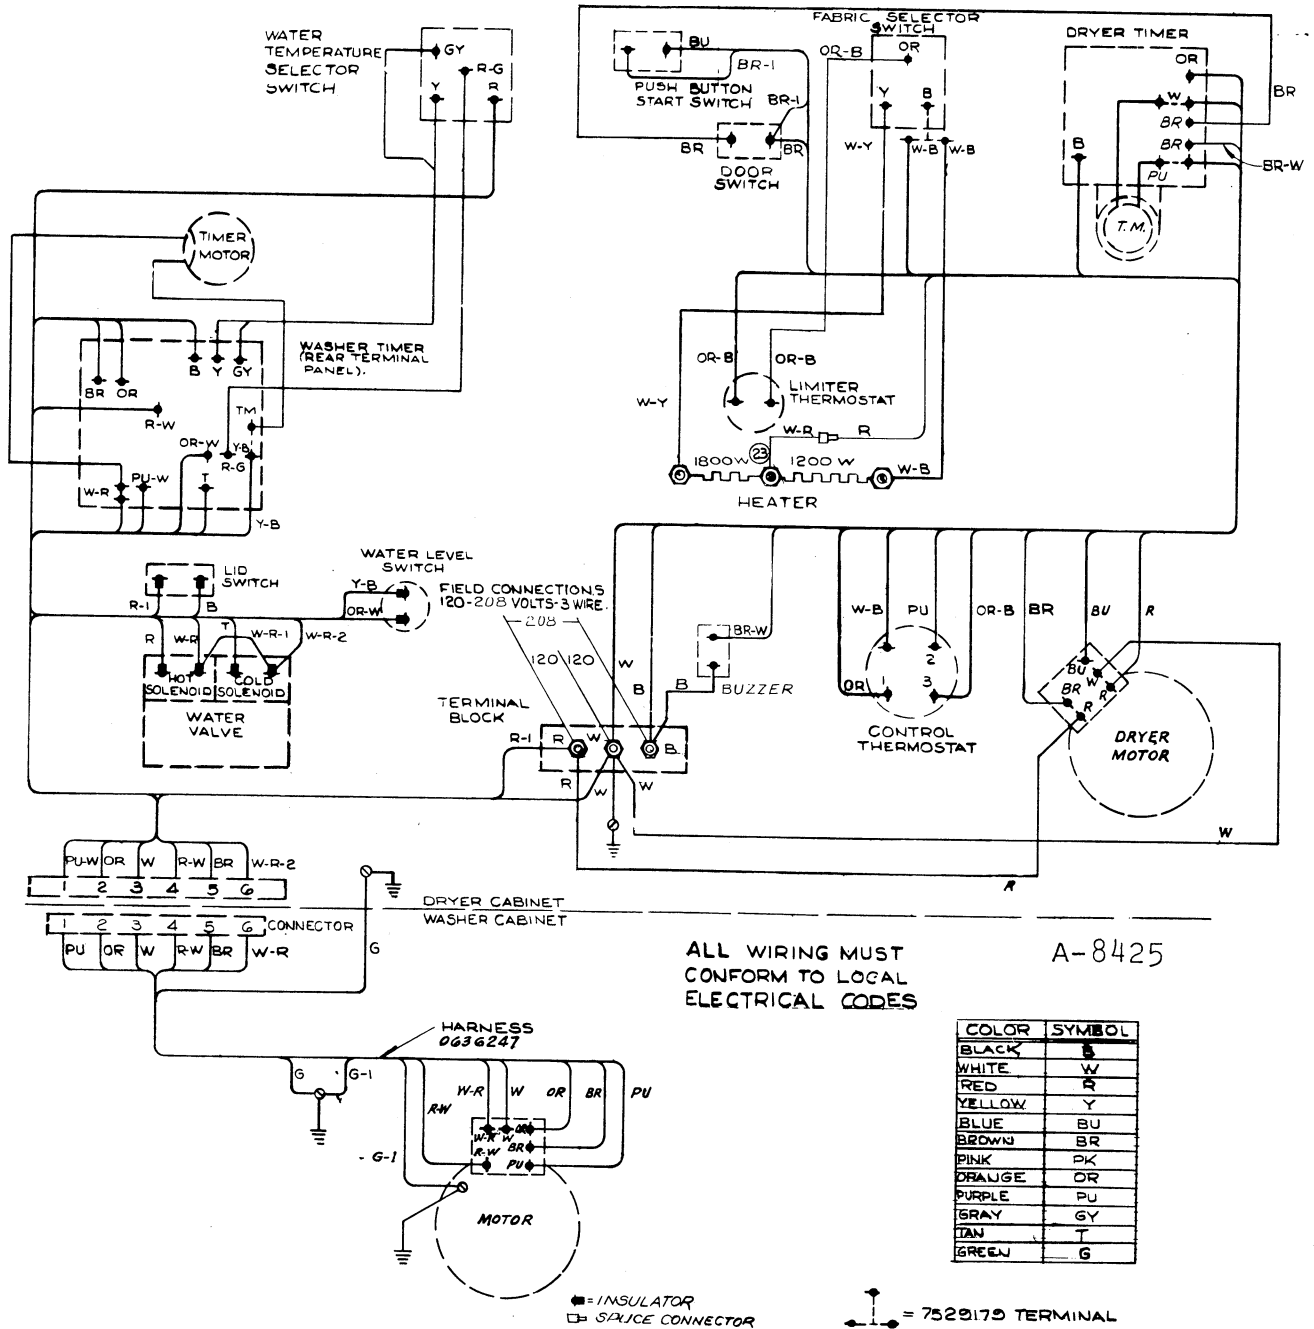 WATER
TEMPERATURE
SELECTOR
SWITCH
GY
R-G
Y
R
TIMER
MOTOR
WASHER TIMER
(REAR TERMINAL
PANEL).
B Y GY
BR OR
R-W
TM
OR-W
Y-B
R-G
PU-W
W-R
T
Y-B
LID
SWITCH
R-1
B
WATER LEVEL
SWITCH
Y-B
OR-W
R
W-R
T
W-R-1
W-R-2
HOT
SOLENOID
COLD
SOLENOID
WATER
VALVE
FABRIC SELECTOR
SWITCH
BU
BR-1
PUSH BUTTON
START SWITCH
BR-1
BR
BR
DOOR
SWITCH
OR-B
OR
Y
B
W-Y
W-B
W-B
DRYER TIMER
OR
W
BR
BR
BR
B
PU
BR-W
T.M.
OR-B
OR-B
LIMITER
THERMOSTAT
W-Y
W-R
R
23
1800W
1200 W
W-B
HEATER
FIELD CONNECTIONS
120-208 VOLTS-3 WIRE.
208
120
120
W
B
B
BR-W
BUZZER
TERMINAL
BLOCK
R-1
R
W
B
R
W
W
W-B
PU
OR-B
BR
BU
R
2
OR
3
CONTROL
THERMOSTAT
BU
W
BR
R
R
DRYER
MOTOR
W
R
PU-W OR W R-W BR W-R-2
2 3 4 5 6
DRYER CABINET
WASHER CABINET
1 2 3 4 5 6 CONNECTOR
PU OR W R-W BR W-R
G
ALL WIRING MUST
CONFORM TO LOCAL
ELECTRICAL CODES
A-8425
HARNESS
0636247
G
G-1
R-W
W-R
W
OR
BR
PU
W-R W OR
BR
R-W
PU
G-1
MOTOR
COLOR SYMBOL
BLACK B
WHITE W
RED R
YELLOW Y
BLUE BU
BROWN BR
PINK PK
ORANGE OR
PURPLE PU
GRAY GY
TAN T
GREEN G
= INSULATOR
= SPLICE CONNECTOR
= 7529179 TERMINAL